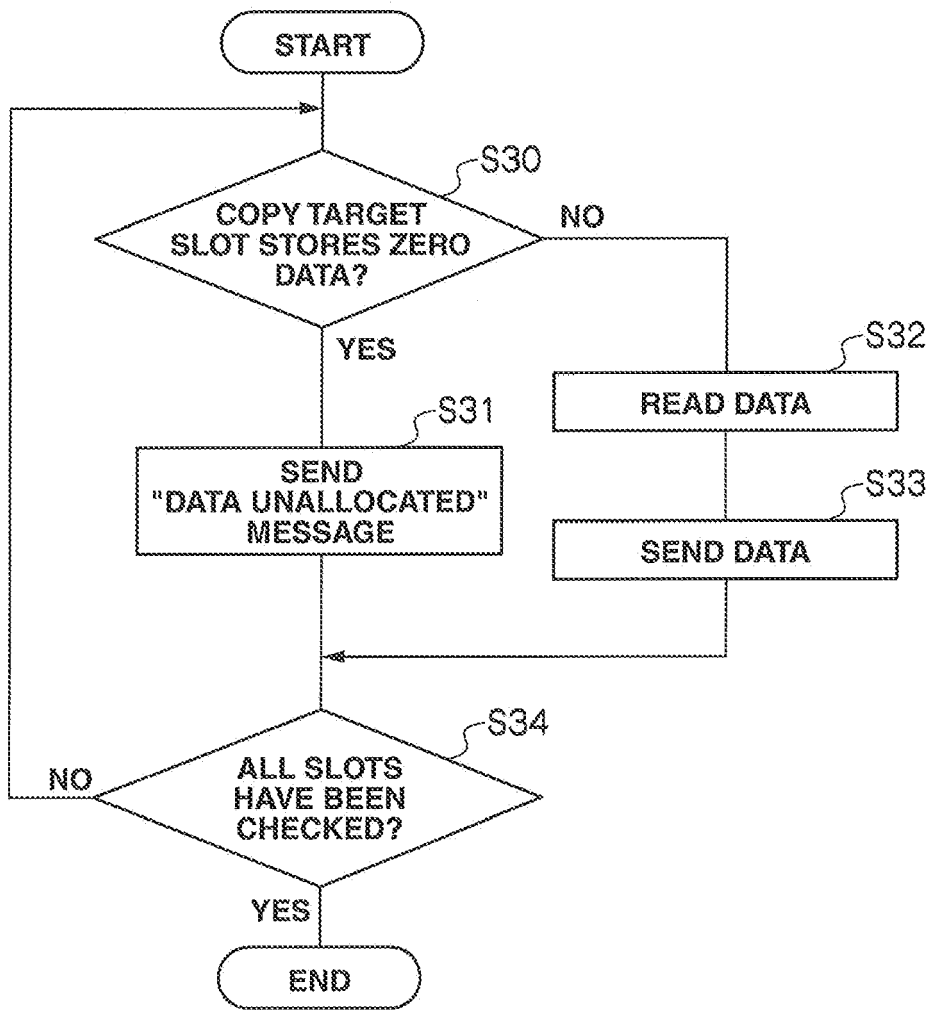 START
S30
COPY TARGET
SLOT STORES ZERO
DATA?
NO
YES
S32
READ DATA
S31
SEND
"DATA UNALLOCATED"
MESSAGE
S33
SEND DATA
S34
ALL SLOTS
HAVE BEEN
CHECKED?
NO
YES
END